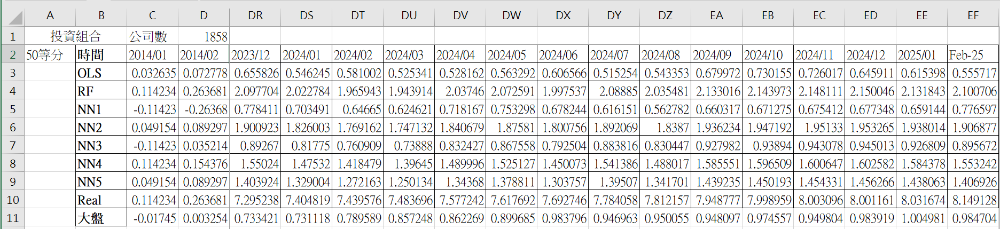 A B C D DR DS DT DU DV DW DX DY DZ EA EB EC ED EE EF
1 投資組合 公司數 1858
2 50等分 時間 2014/01 2014/02 2023/12 2024/01 2024/02 2024/03 2024/04 2024/05 2024/06 2024/07 2024/08 2024/09 2024/10 2024/11 2024/12 2025/01 Feb-25
3 OLS 0.032635 0.072778 0.655826 0.546245 0.581002 0.525341 0.528162 0.563292 0.606566 0.515254 0.543353 0.679972 0.730155 0.726017 0.645911 0.615398 0.555717
4 RF 0.114234 0.263681 2.097704 2.022784 1.965943 1.943914 2.03746 2.072591 1.997537 2.08885 2.035481 2.133016 2.143973 2.148111 2.150046 2.131843 2.100706
5 NN1 -0.11423 -0.26368 0.778411 0.703491 0.64665 0.624621 0.718167 0.753298 0.678244 0.616151 0.562782 0.660317 0.671275 0.675412 0.677348 0.659144 0.776597
6 NN2 0.049154 0.089297 1.900923 1.826003 1.769162 1.747132 1.840679 1.87581 1.800756 1.892069 1.8387 1.936234 1.947192 1.95133 1.953265 1.938014 1.906877
7 NN3 -0.11423 0.035214 0.89267 0.81775 0.760909 0.73888 0.832427 0.867558 0.792504 0.883816 0.830447 0.927982 0.93894 0.943078 0.945013 0.926809 0.895672
8 NN4 0.114234 0.154376 1.55024 1.47532 1.418479 1.39645 1.489996 1.525127 1.450073 1.541386 1.488017 1.585551 1.596509 1.600647 1.602582 1.584378 1.553242
9 NN5 0.049154 0.089297 1.403924 1.329004 1.272163 1.250134 1.34368 1.378811 1.303757 1.39507 1.341701 1.439235 1.450193 1.454331 1.456266 1.438063 1.406926
10 Real 0.114234 0.263681 7.295238 7.404819 7.439576 7.483696 7.577242 7.617692 7.692746 7.784058 7.812157 7.948777 7.998959 8.003096 8.001161 8.031674 8.149128
11 大盤 -0.01745 0.003254 0.733421 0.731118 0.789589 0.857248 0.862269 0.899685 0.983796 0.946963 0.950055 0.948097 0.974557 0.949804 0.983919 1.004981 0.984704